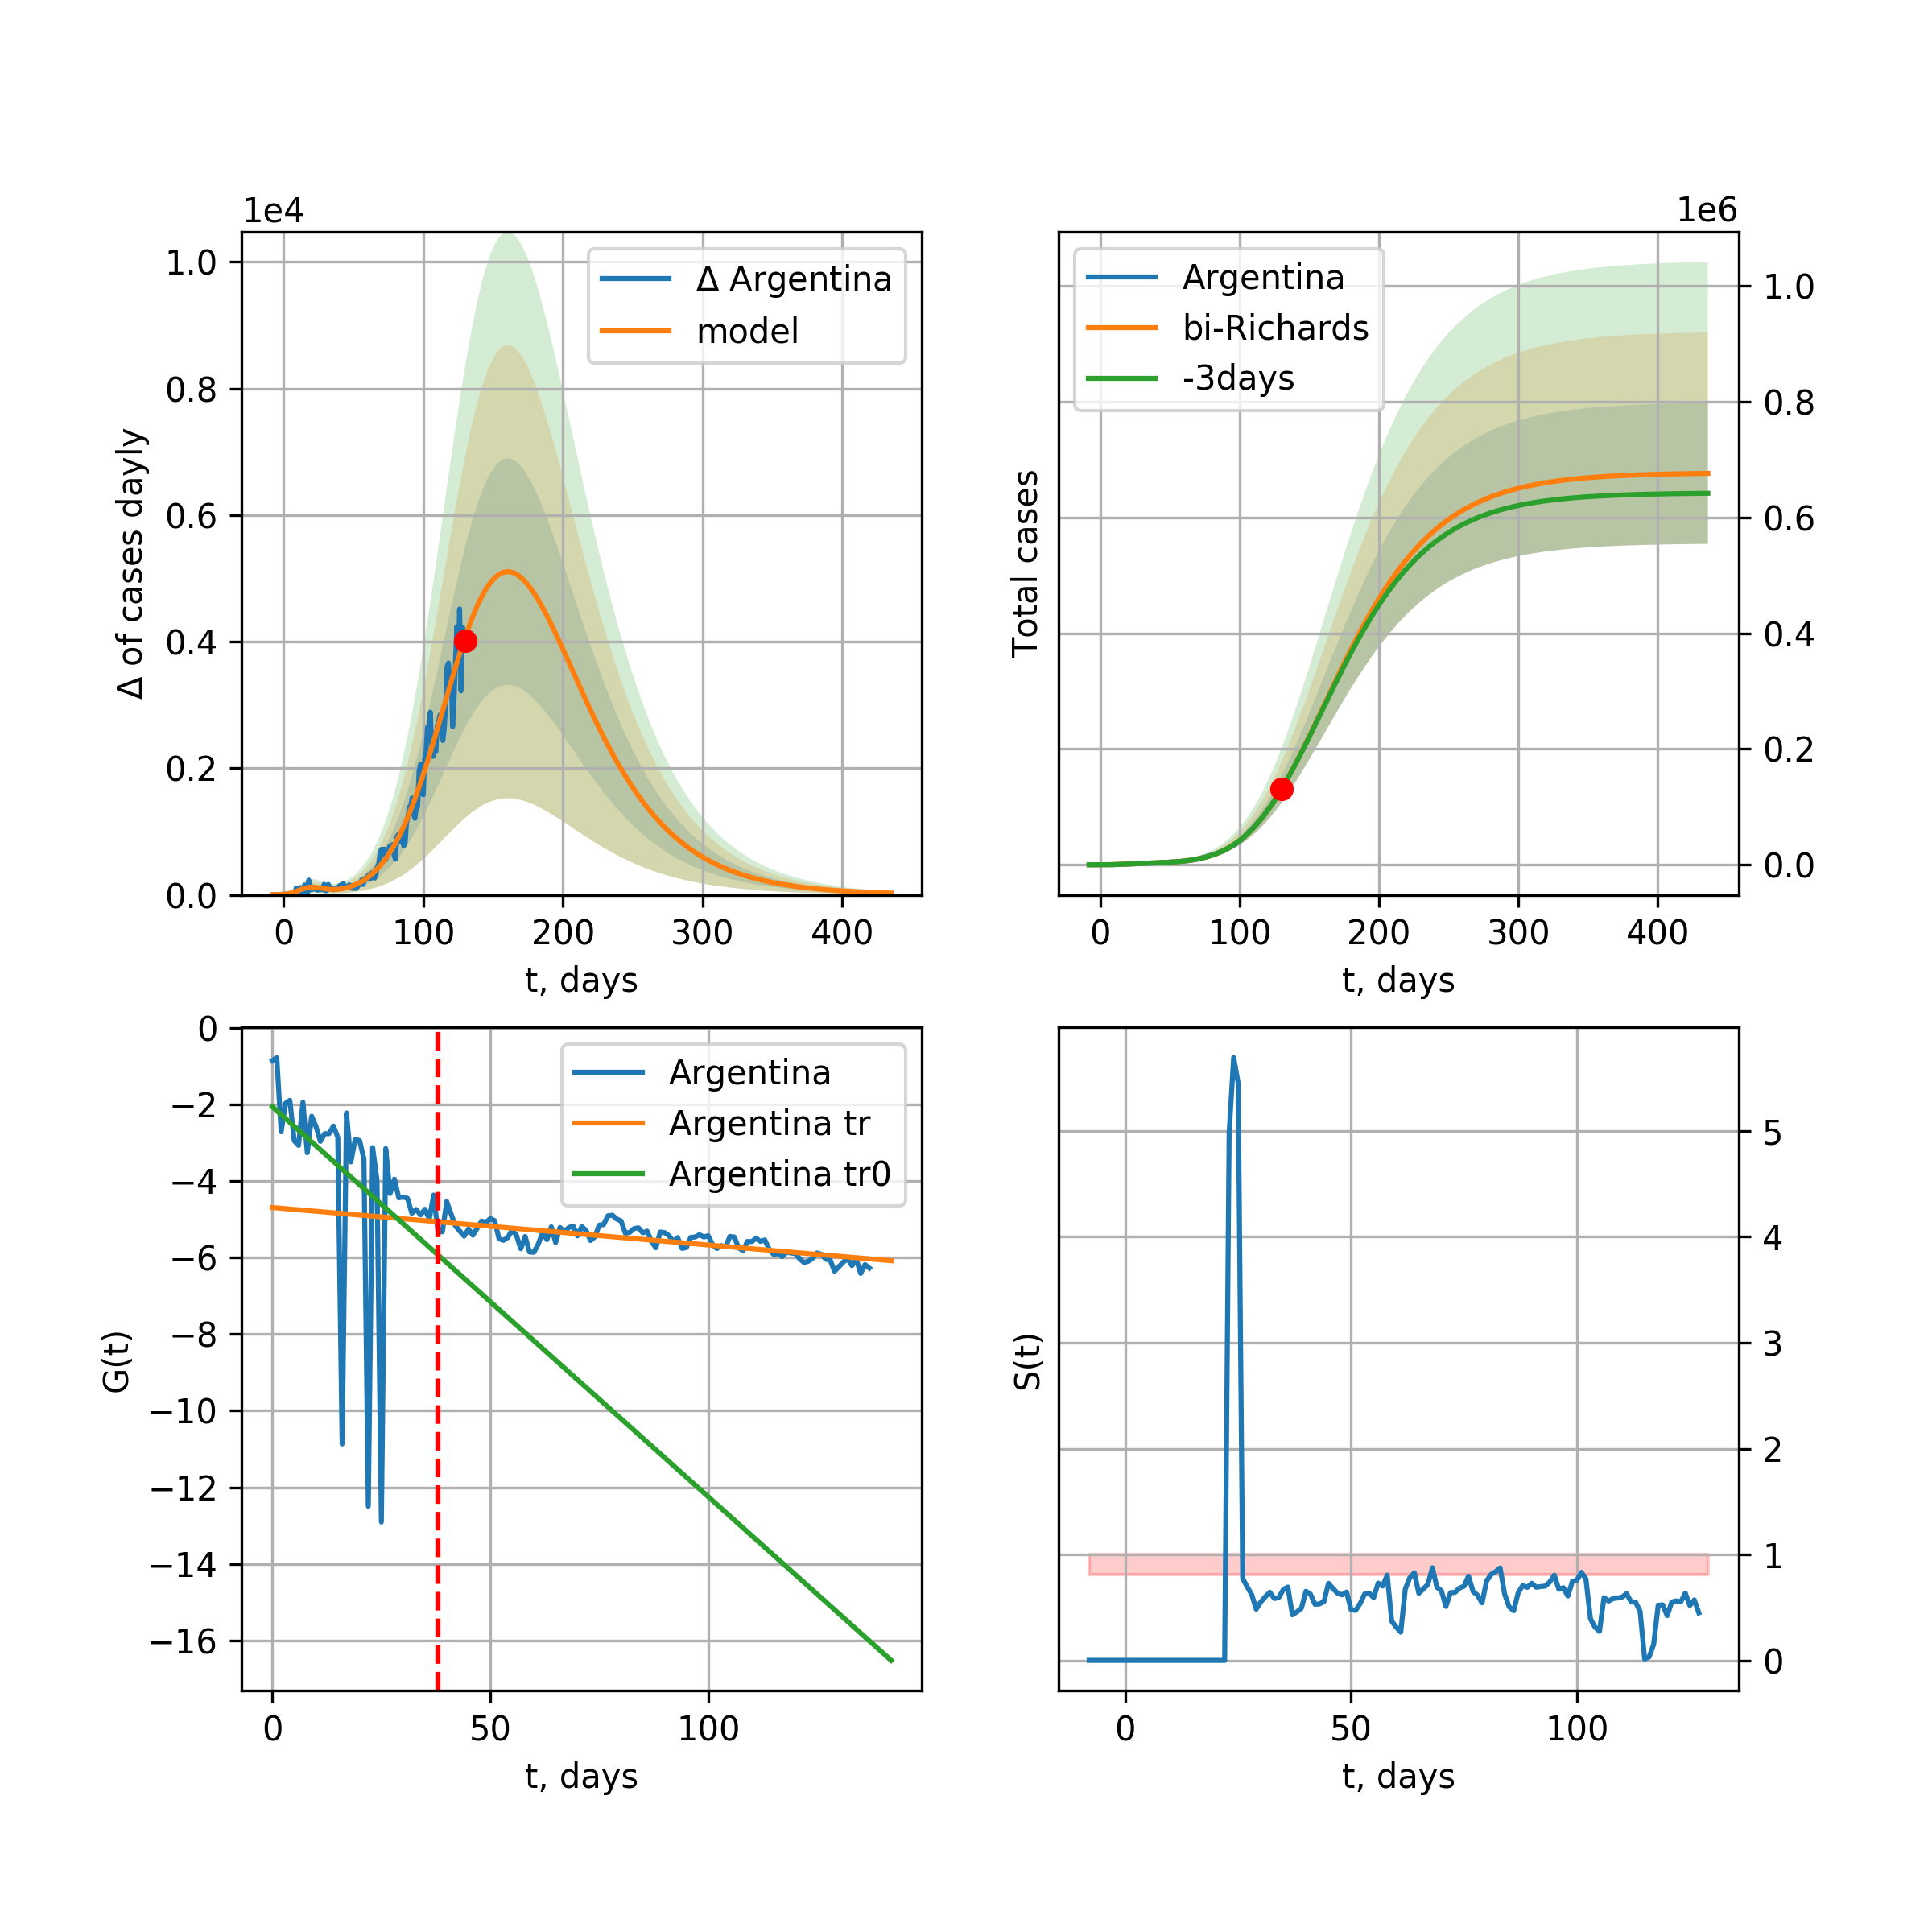 1e4
Δ of cases dayly
1.0
0.8
0.6
0.4
0.2
0.0
Δ Argentina
model
0 100 200 300 400
t, days
1e6
Total cases
Argentina
bi-Richards
-3days
1.0
0.8
0.6
0.4
0.2
0.0
0 100 200 300 400
t, days
G(t)
0
−2
−4
−6
−8
−10
−12
−14
−16
Argentina
Argentina tr
Argentina tr0
0 50 100
t, days
S(t)
5
4
3
2
1
0
0 50 100
t, days